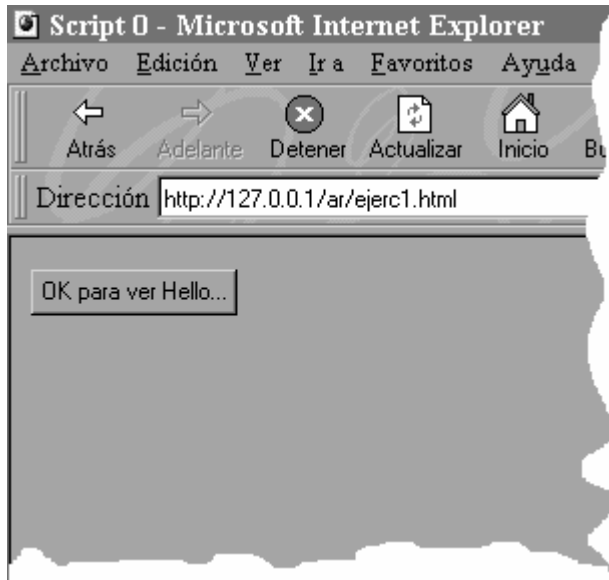 Script 0 - Microsoft Internet Explorer
Archivo Edición Ver Ir a Favoritos Ayuda
Atrás Adelante Detener Actualizar Inicio
Dirección http://127.0.0.1/ar/ejerc1.html
OK para ver Hello...